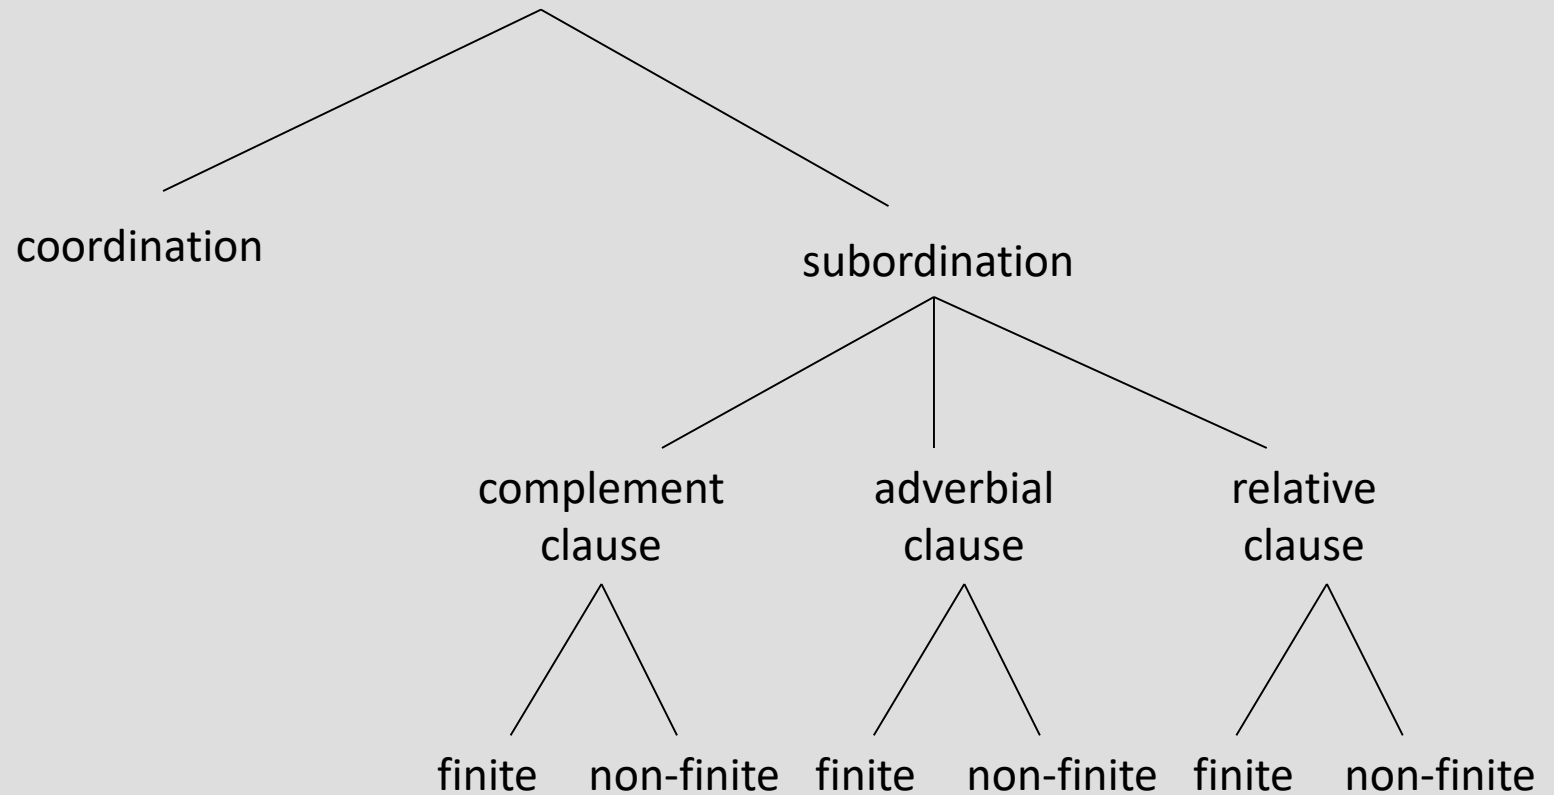 coordination
subordination
complement
clause
adverbial
clause
relative
clause
finite
non-finite
finite
non-finite
finite
non-finite